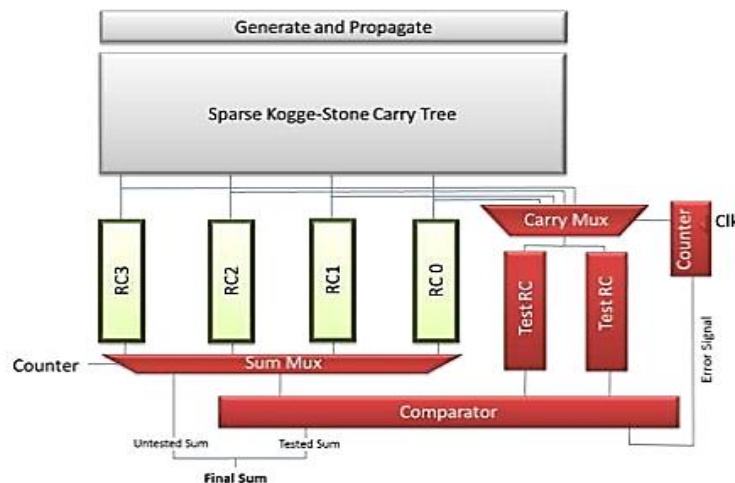 Generate and Propagate
Sparse Kogge-Stone Carry Tree
Carry Mux
Counter
Clk
RC3
RC2
RC1
RC 0
Test RC
Test RC
Error Signal
Counter
Sum Mux
Comparator
Untested Sum
Tested Sum
Final Sum